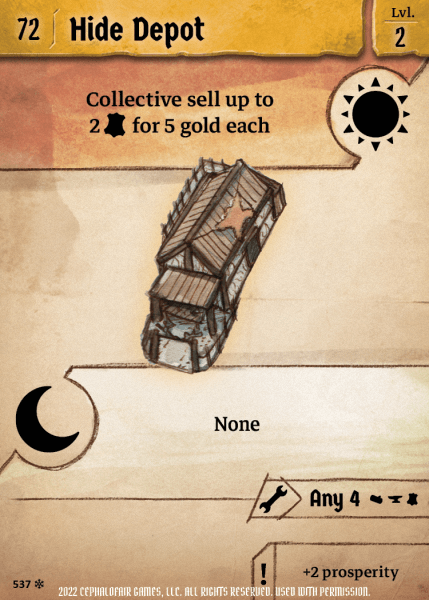 72 Hide Depot
Lvl.
2
Collective sell up to
2 for 5 gold each
None
Any 4
! +2 prosperity
537
2022 CEPHALOFAIR GAMES, LLC. ALL RIGHTS RESERVED. USED WITH PERMISSION.